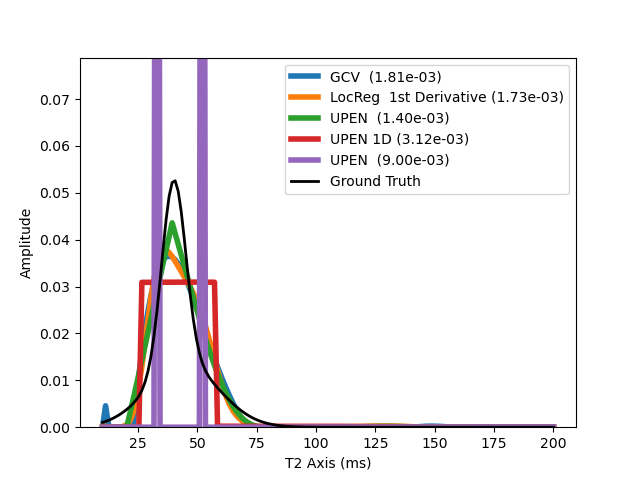 GCV  (1.81e-03)
LocReg  1st Derivative (1.73e-03)
UPEN  (1.40e-03)
UPEN 1D (3.12e-03)
UPEN  (9.00e-03)
Ground Truth
Amplitude
0.07
0.06
0.05
0.04
0.03
0.02
0.01
0.00
25 50 75 100 125 150 175 200
T2 Axis (ms)